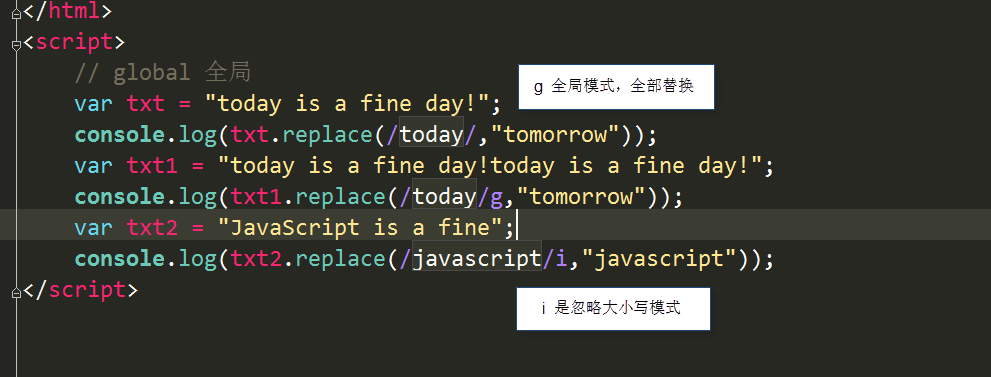 </html>
<script>
// global 全局
g 全局模式，全部替换
var txt = "today is a fine day!";
console.log(txt.replace(/today/,"tomorrow"));
var txt1 = "today is a fine day!today is a fine day!";
console.log(txt1.replace(/today/g,"tomorrow"));
var txt2 = "JavaScript is a fine";
console.log(txt2.replace(/javascript/i,"javascript"));
</script>
i 是忽略大小写模式